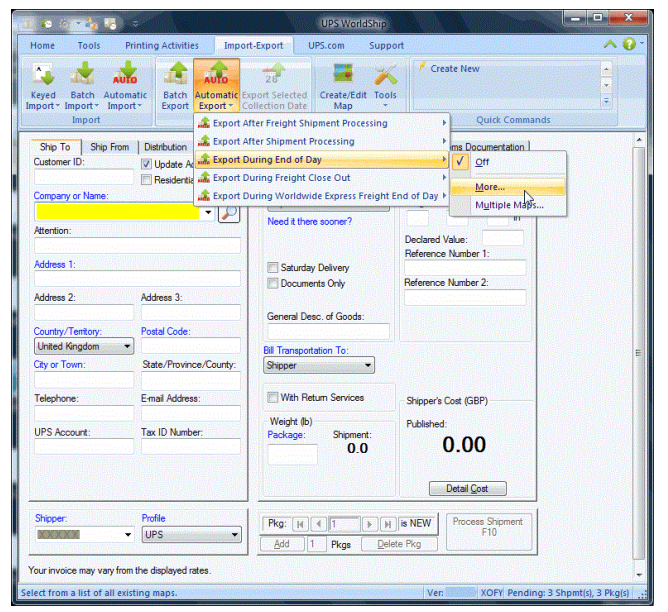 UPS WorldShip
Home Tools Printing Activities Import-Export UPS.com Support
Keyed Import Batch Import Automatic Import
Import
Batch Export Automatic Export Export Selected Collection Date
28
AUTO AUTO
Create/Edit Map Tools
Create New
Quick Commands
Export After Freight Shipment Processing
Export After Shipment Processing
Export During End of Day
Export During Freight Close Out
Export During Worldwide Express Freight End of Day
Off
More...
Multiple Maps...
Ship To Ship From Distribution
Documentation
Customer ID:
Update
Company or Name:
Attention:
Address 1:
Address 2: Address 3:
Country/Territory: Postal Code:
United Kingdom
City or Town: State/Province/County:
Telephone: E-mail Address:
UPS Account: Tax ID Number:
Need it there sooner?
Saturday Delivery
Documents Only
General Desc. of Goods:
Bill Transportation To:
Shipper
With Return Services
Weight (lb)
Package: Shipment:
0.0
in
Declared Value:
Reference Number 1:
Reference Number 2:
Shipper's Cost (GBP)
Published:
0.00
Detail Cost
Shipper: Profile
XXXXXX UPS
Pkg: 1 is NEW
Add 1 Pkgs Delete Pkg
Process Shipment
F10
Your invoice may vary from the displayed rates.
Select from a list of all existing maps. Ver: XOFY Pending: 3 Shpmt(s), 3 Pkg(s)